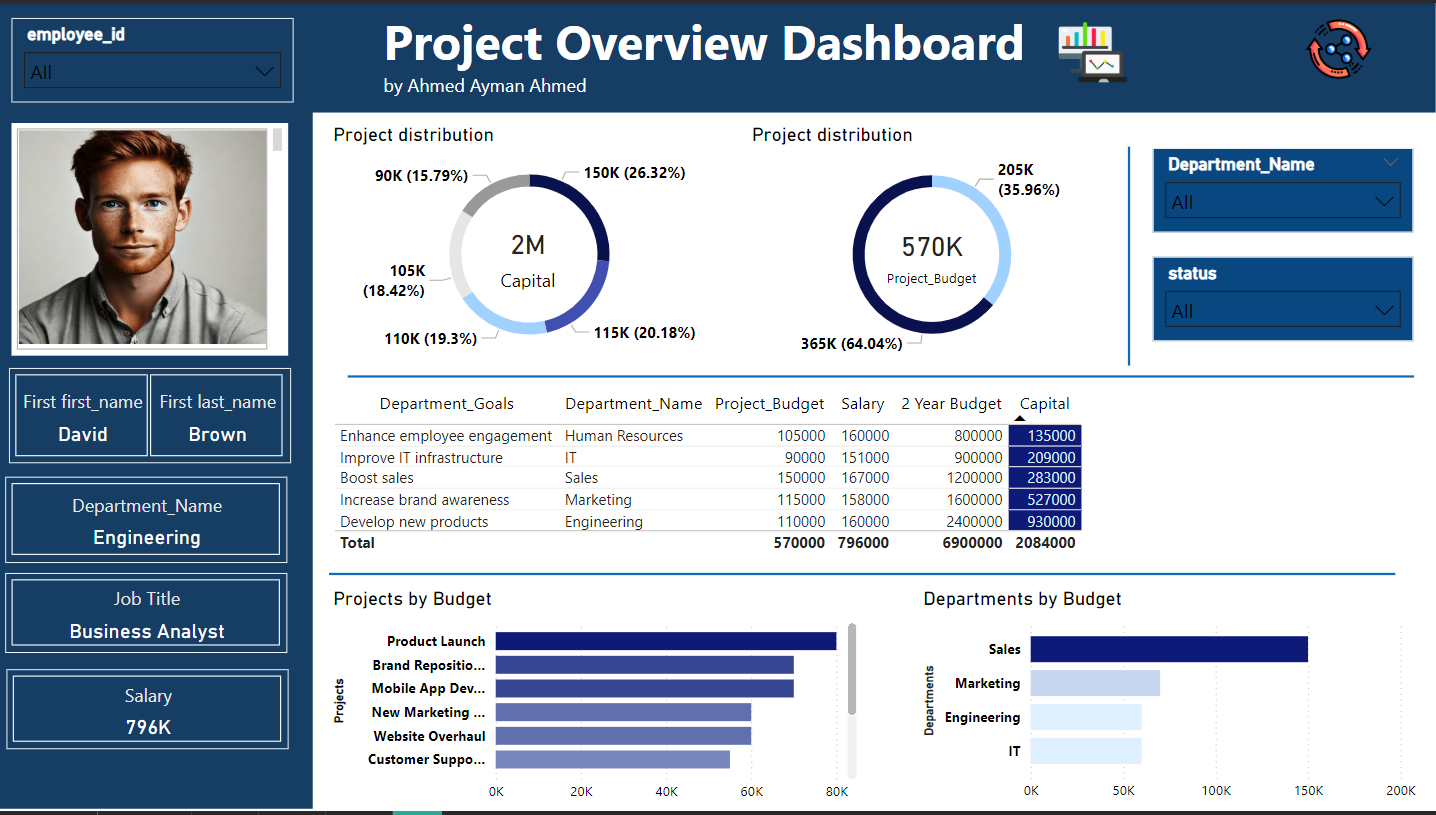 employee_id
All
Project Overview Dashboard
by Ahmed Ayman Ahmed
First first_name
David
First last_name
Brown
Department_Name
Engineering
Job Title
Business Analyst
Salary
796K
Project distribution
90K (15.79%)
150K (26.32%)
2M
Capital
105K
(18.42%)
110K (19.3%)
115K (20.18%)
Project distribution
205K
(35.96%)
570K
Project_Budget
365K (64.04%)
Department_Name
All
status
All
Department_Goals Department_Name Project_Budget Salary 2 Year Budget Capital
Enhance employee engagement Human Resources 105000 160000 800000 135000
Improve IT infrastructure IT 90000 151000 900000 209000
Boost sales Sales 150000 167000 1200000 283000
Increase brand awareness Marketing 115000 158000 1600000 527000
Develop new products Engineering 110000 160000 2400000 930000
Total 570000 796000 6900000 2084000
Projects by Budget
Projects
Product Launch
Brand Repositio...
Mobile App Dev...
New Marketing ...
Website Overhaul
Customer Suppo...
0K 20K 40K 60K 80K
Departments by Budget
Departments
Sales
Marketing
Engineering
IT
0K 50K 100K 150K 200K